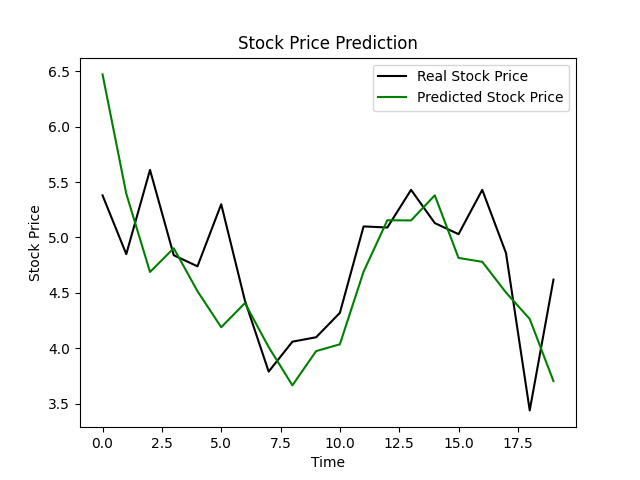 Stock Price Prediction
Real Stock Price
Predicted Stock Price
Stock Price
6.5
6.0
5.5
5.0
4.5
4.0
3.5
0.0 2.5 5.0 7.5 10.0 12.5 15.0 17.5
Time